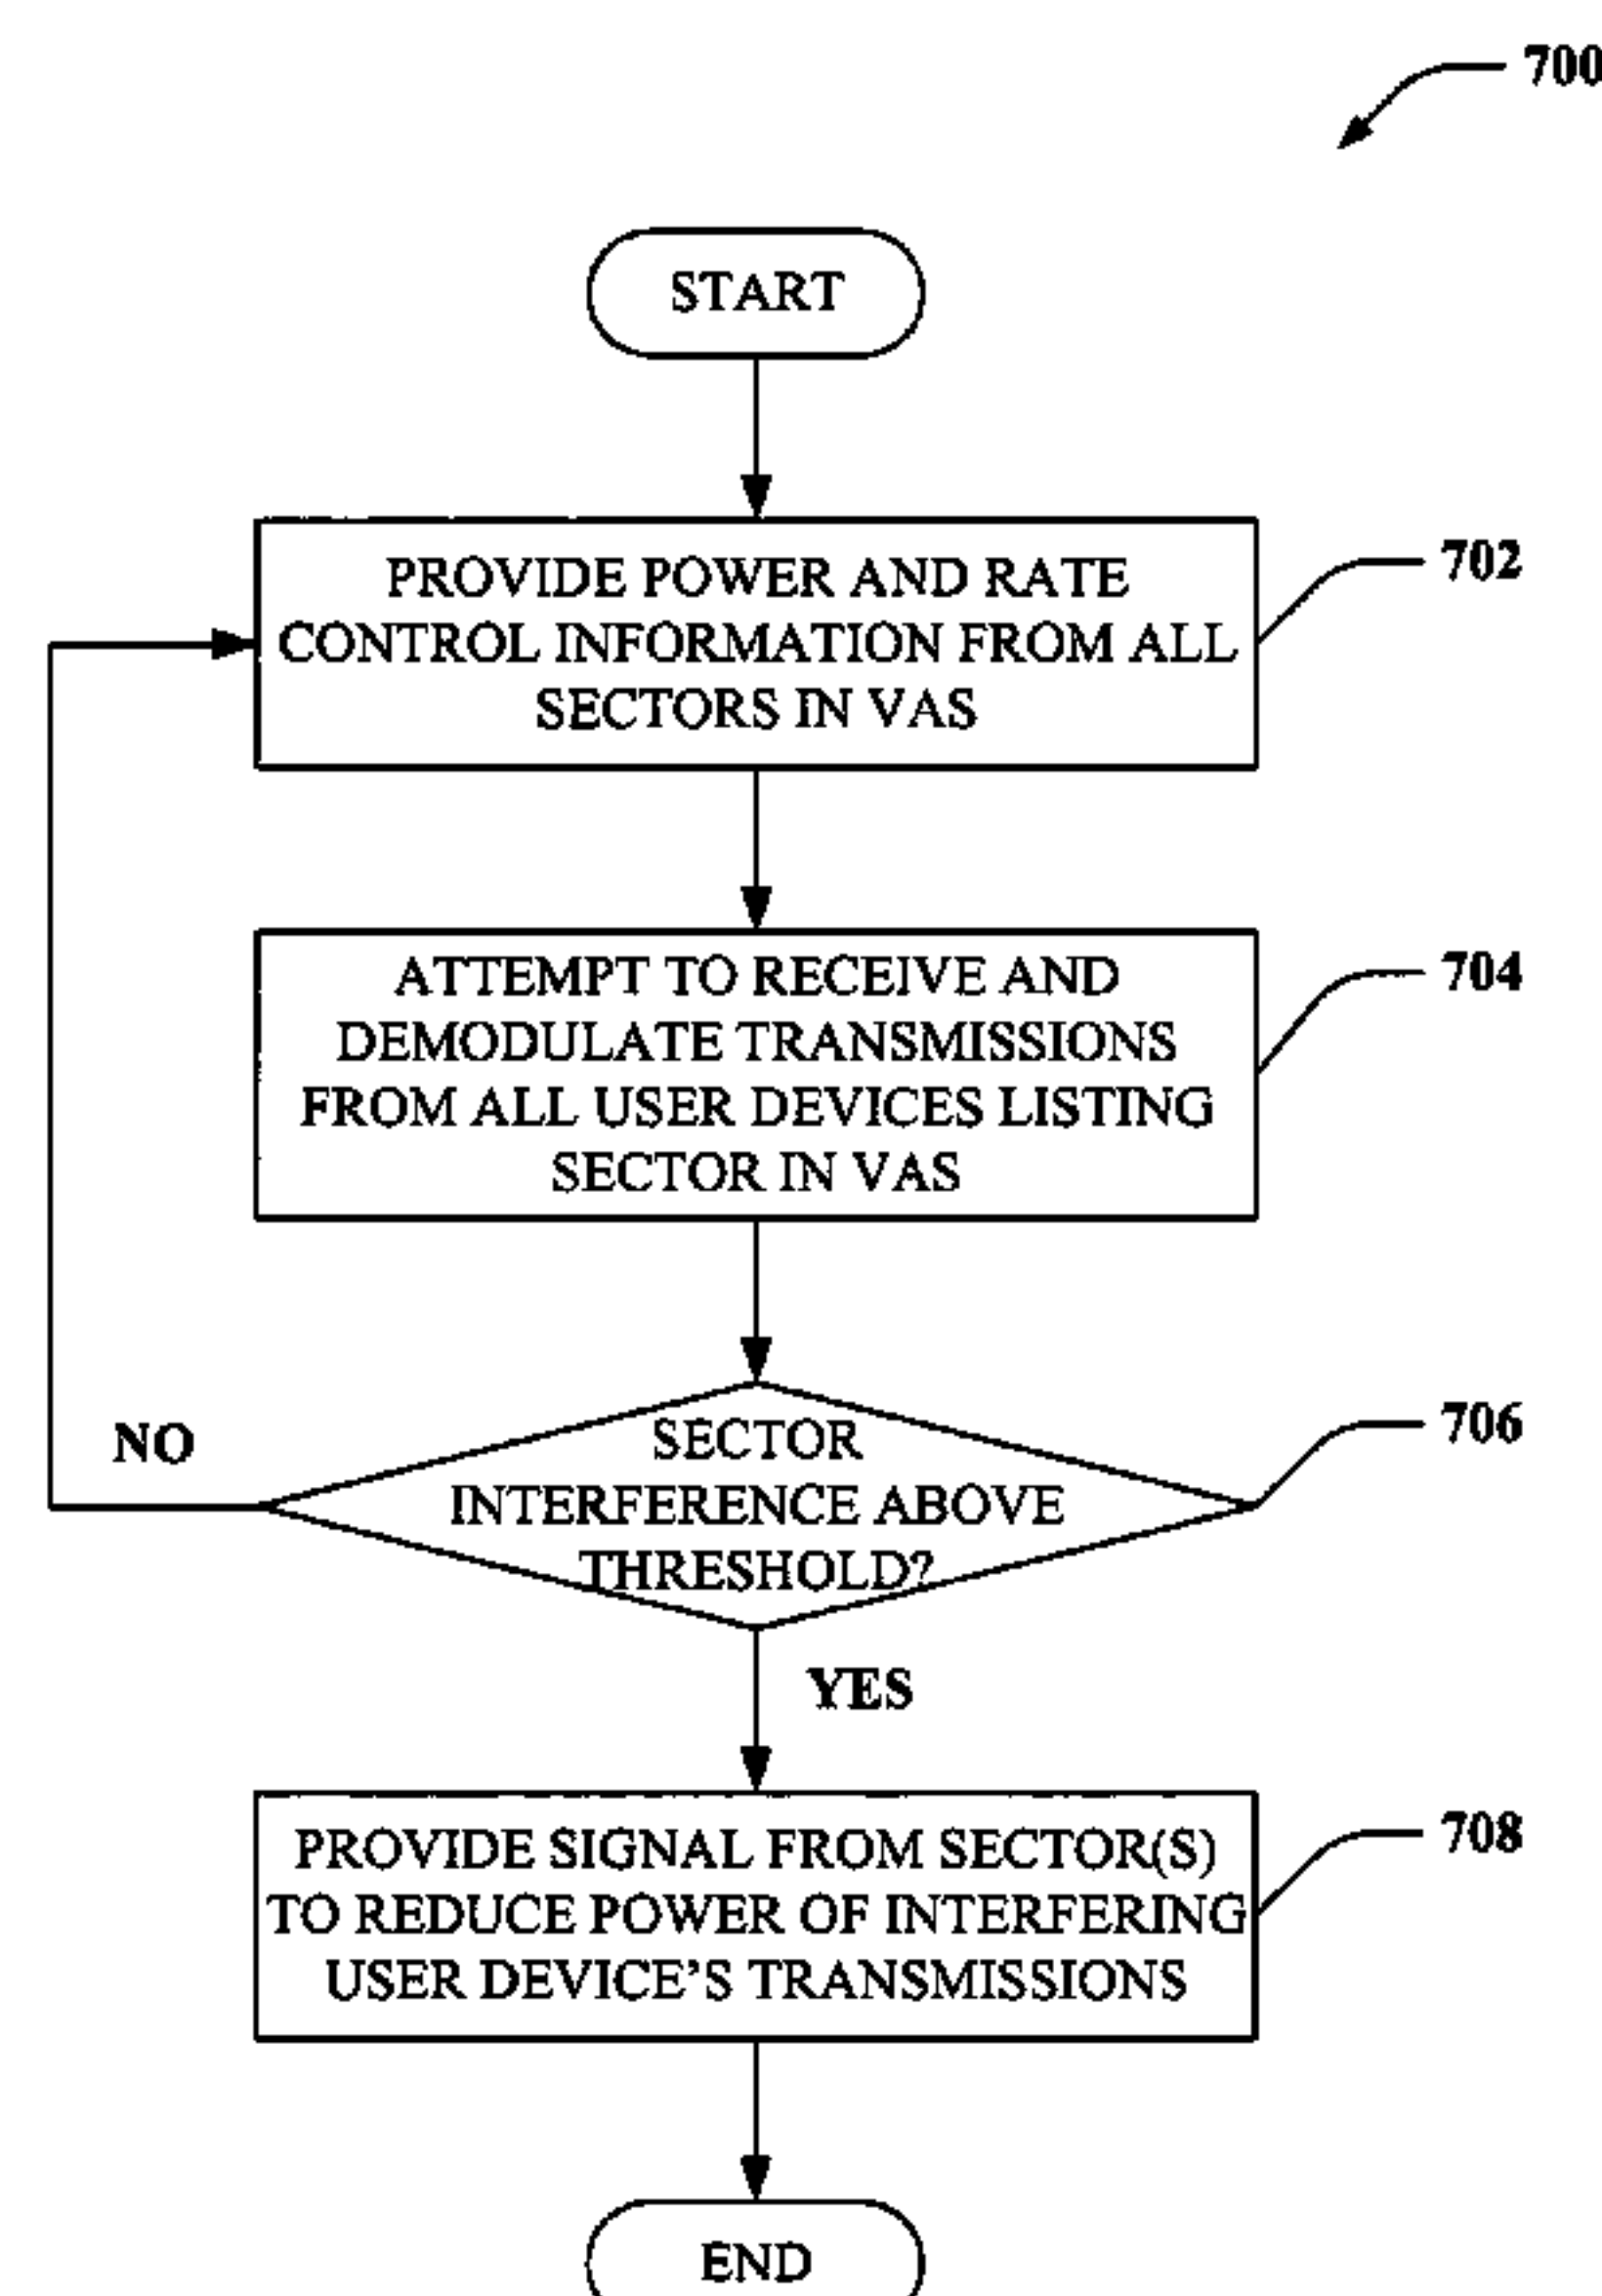 700
START
PROVIDE POWER AND RATE
CONTROL INFORMATION FROM ALL
SECTORS IN VAS
702
ATTEMPT TO RECEIVE AND
DEMODULATE TRANSMISSIONS
FROM ALL USER DEVICES LISTING
SECTOR IN VAS
704
SECTOR
INTERFERENCE ABOVE
THRESHOLD?
706
NO
YES
PROVIDE SIGNAL FROM SECTOR(S)
TO REDUCE POWER OF INTERFERING
USER DEVICE'S TRANSMISSIONS
708
END